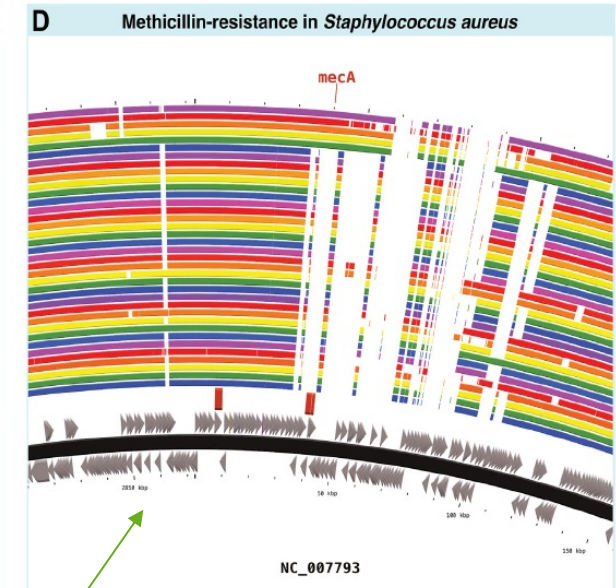 D Methicillin-resistance in Staphylococcus aureus
mecA
2850 kbp
50 kbp
100 kbp
150 kbp
NC_007793